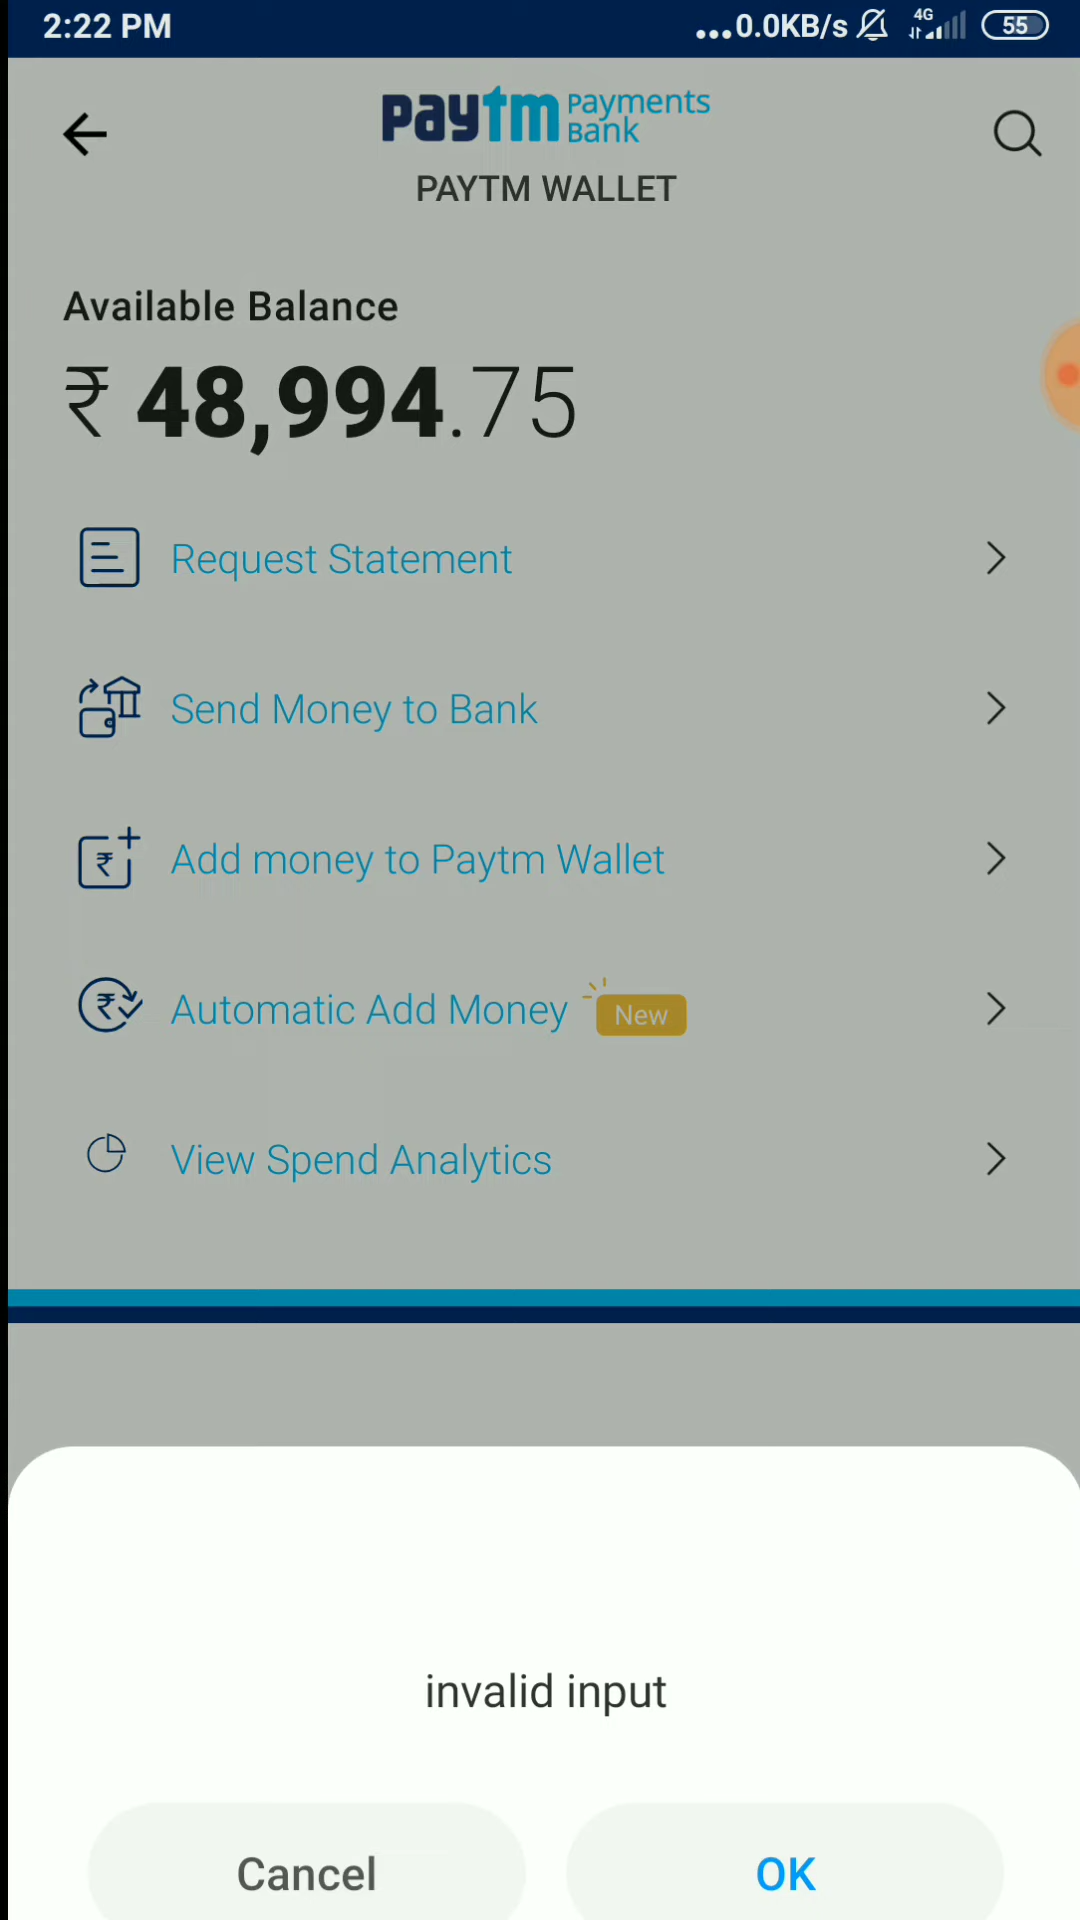 2:22 PM
...0.0KB/s 4G 55
paytm Payments
Bank
PAYTM WALLET
Available Balance
₹ 48,994.75
Request Statement
Send Money to Bank
₹ Add money to Paytm Wallet
₹ Automatic Add Money New
View Spend Analytics
invalid input
Cancel OK